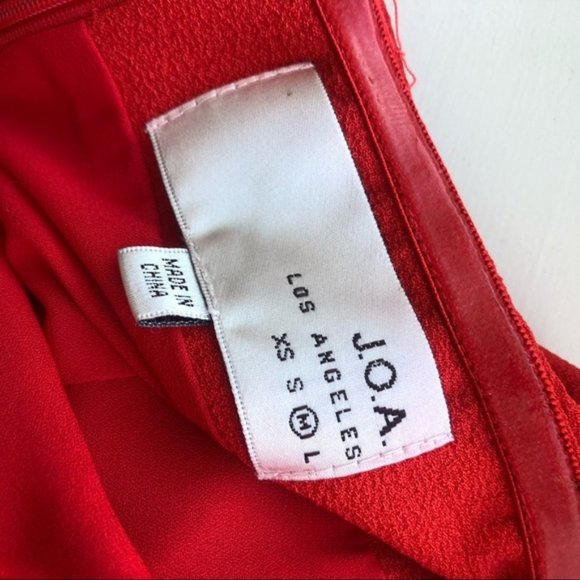 J.O.A.
LOS ANGELES
XS S M L
MADE IN
CHINA